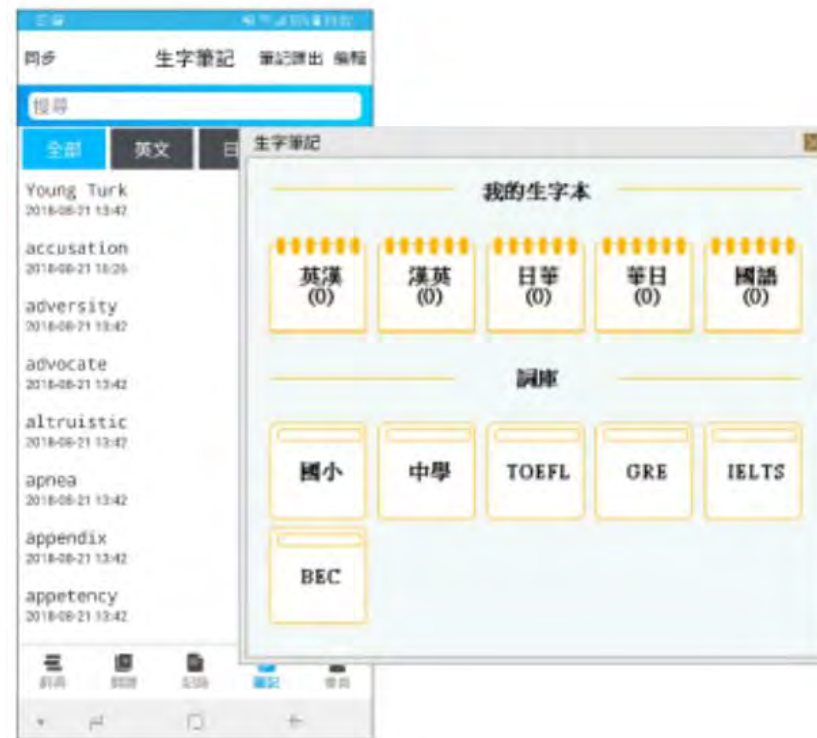 同步 生字筆記 筆記匯出 編輯
搜尋
全部 英文 日
Young Turk
2018-08-21 13:42
accusation
2018-08-21 16:26
adversity
2018-08-21 13:42
advocate
2018-08-21 13:42
altruistic
2018-08-21 13:42
apnea
2018-08-21 13:42
appendix
2018-08-21 13:42
appetency
2018-08-21 13:42
筆記
生字筆記
我的生字本
英漢 漢英 日華 華日 國語
(0) (0) (0) (0) (0)
詞庫
國小 中學 TOEFL GRE IELTS
BEC